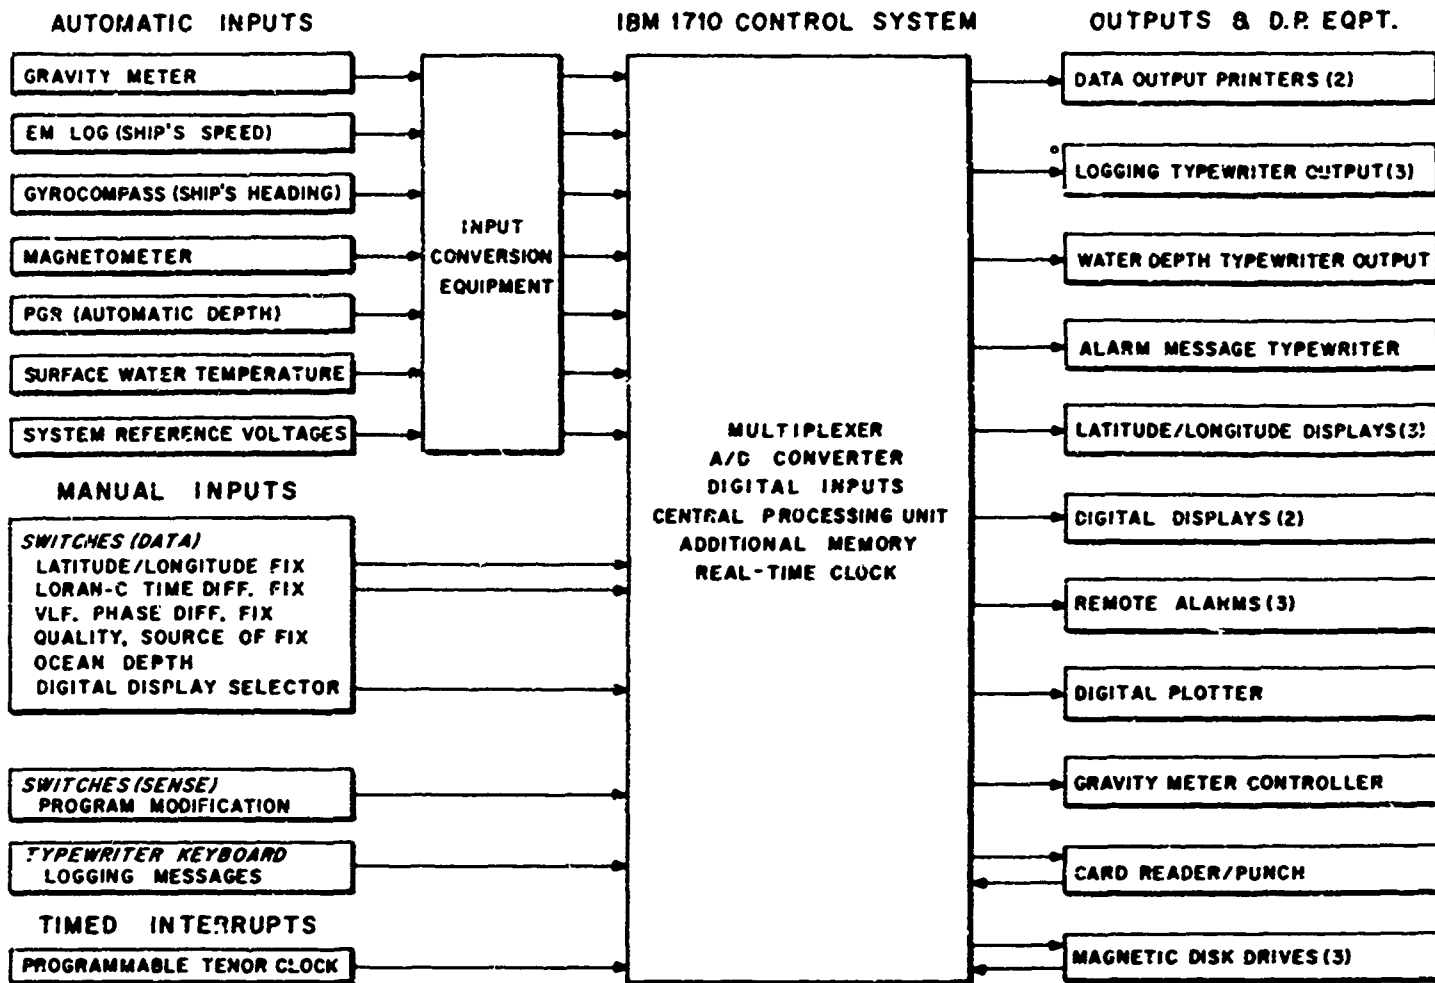 AUTOMATIC INPUTS
GRAVITY METER
EM LOG (SHIP'S SPEED)
GYROCOMPASS (SHIP'S HEADING)
MAGNETOMETER
PGR (AUTOMATIC DEPTH)
SURFACE WATER TEMPERATURE
SYSTEM REFERENCE VOLTAGES
MANUAL INPUTS
SWITCHES (DATA)
LATITUDE/LONGITUDE FIX
LORAN-C TIME DIFF. FIX
VLF. PHASE DIFF. FIX
QUALITY, SOURCE OF FIX
OCEAN DEPTH
DIGITAL DISPLAY SELECTOR
SWITCHES (SENSE)
PROGRAM MODIFICATION
TYPEWRITER KEYBOARD
LOGGING MESSAGES
TIMED INTERRUPTS
PROGRAMMABLE TENOR CLOCK
INPUT
CONVERSION
EQUIPMENT
IBM 1710 CONTROL SYSTEM
MULTIPLEXER
A/D CONVERTER
DIGITAL INPUTS
CENTRAL PROCESSING UNIT
ADDITIONAL MEMORY
REAL-TIME CLOCK
OUTPUTS & D.P. EQPT.
DATA OUTPUT PRINTERS (2)
LOGGING TYPEWRITER OUTPUT (3)
WATER DEPTH TYPEWRITER OUTPUT
ALARM MESSAGE TYPEWRITER
LATITUDE/LONGITUDE DISPLAYS (3)
DIGITAL DISPLAYS (2)
REMOTE ALARMS (3)
DIGITAL PLOTTER
GRAVITY METER CONTROLLER
CARD READER/PUNCH
MAGNETIC DISK DRIVES (3)